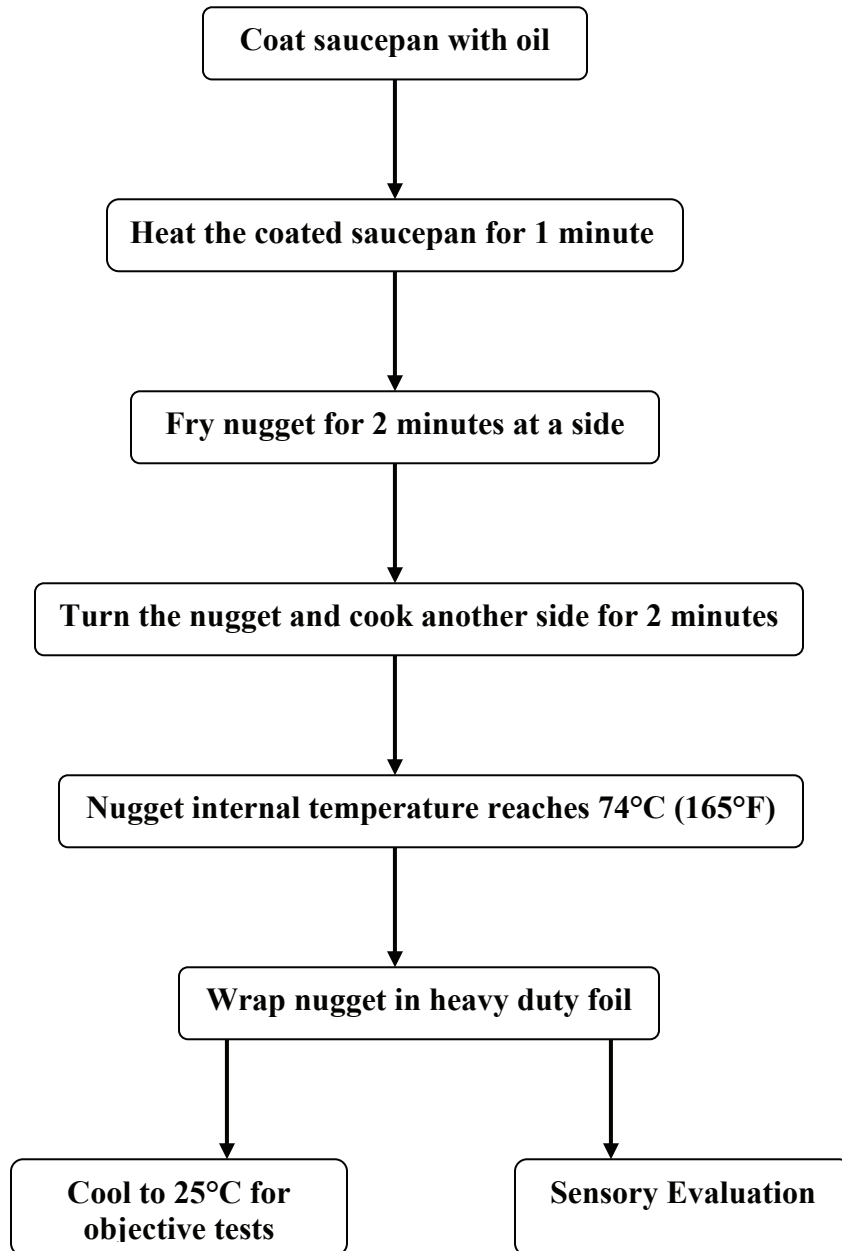 Coat saucepan with oil
Heat the coated saucepan for 1 minute
Fry nugget for 2 minutes at a side
Turn the nugget and cook another side for 2 minutes
Nugget internal temperature reaches 74°C (165°F)
Wrap nugget in heavy duty foil
Cool to 25°C for
objective tests
Sensory Evaluation